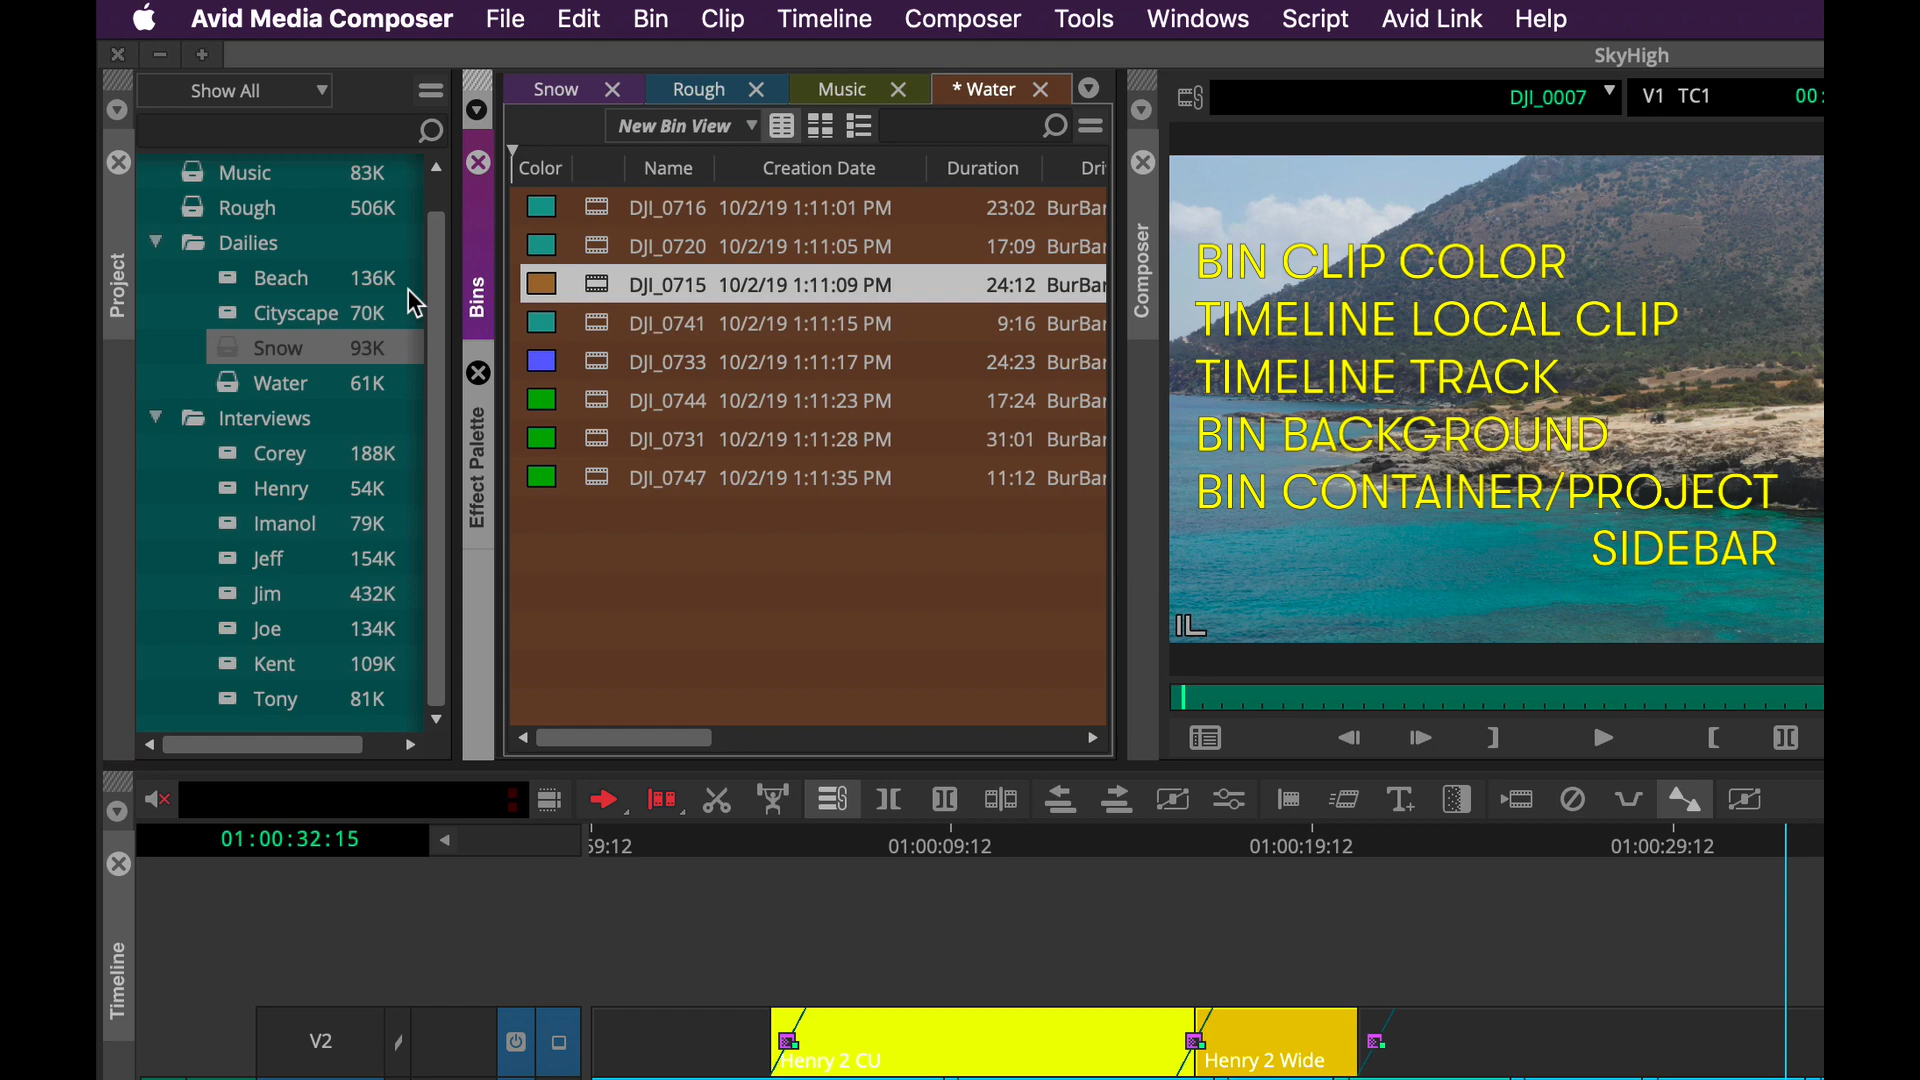 Avid Media Composer File Edit Bin Clip Timeline Composer Tools Windows Script Avid Link Help
SkyHigh
Show All
Music 83K
Rough 506K
Dailies
Beach 136K
Cityscape 70K
Snow 93K
Water 61K
Interviews
Corey 188K
Henry 54K
Imanol 79K
Jeff 154K
Jim 432K
Joe 134K
Kent 109K
Tony 81K
Project
Snow Rough Music * Water
New Bin View
Color Name Creation Date Duration Dri
DJI_0716 10/2/19 1:11:01 PM 23:02 BurBar
DJI_0720 10/2/19 1:11:05 PM 17:09 BurBar
DJI_0715 10/2/19 1:11:09 PM 24:12 BurBar
DJI_0741 10/2/19 1:11:15 PM 9:16 BurBar
DJI_0733 10/2/19 1:11:17 PM 24:23 BurBar
DJI_0744 10/2/19 1:11:23 PM 17:24 BurBar
DJI_0731 10/2/19 1:11:28 PM 31:01 BurBar
DJI_0747 10/2/19 1:11:35 PM 11:12 BurBar
Bins
Effect Palette
Composer
DJI_0007 V1 TC1 00:
BIN CLIP COLOR
TIMELINE LOCAL CLIP
TIMELINE TRACK
BIN BACKGROUND
BIN CONTAINER/PROJECT
SIDEBAR
01:00:32:15
59:12 01:00:09:12 01:00:19:12 01:00:29:12
Timeline
V2
Henry 2 CU
Henry 2 Wide